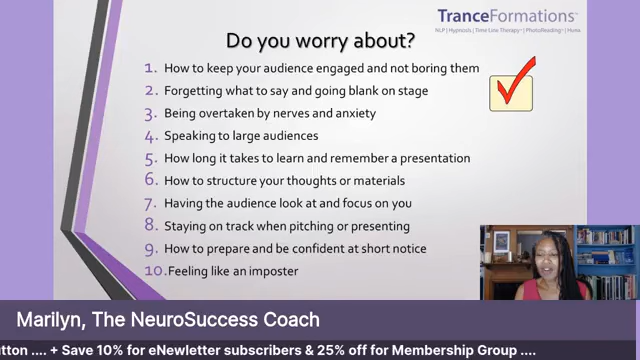 TranceFormations™
NLP | Hypnosis | Time Line Therapy® | PhotoReading® | Huna
Do you worry about?
1. How to keep your audience engaged and not boring them
2. Forgetting what to say and going blank on stage
3. Being overtaken by nerves and anxiety
4. Speaking to large audiences
5. How long it takes to learn and remember a presentation
6. How to structure your thoughts or materials
7. Having the audience look at and focus on you
8. Staying on track when pitching or presenting
9. How to prepare and be confident at short notice
10. Feeling like an imposter
Marilyn, The NeuroSuccess Coach
utton .... + Save 10% for eNewletter subscribers & 25% off for Membership Group ....